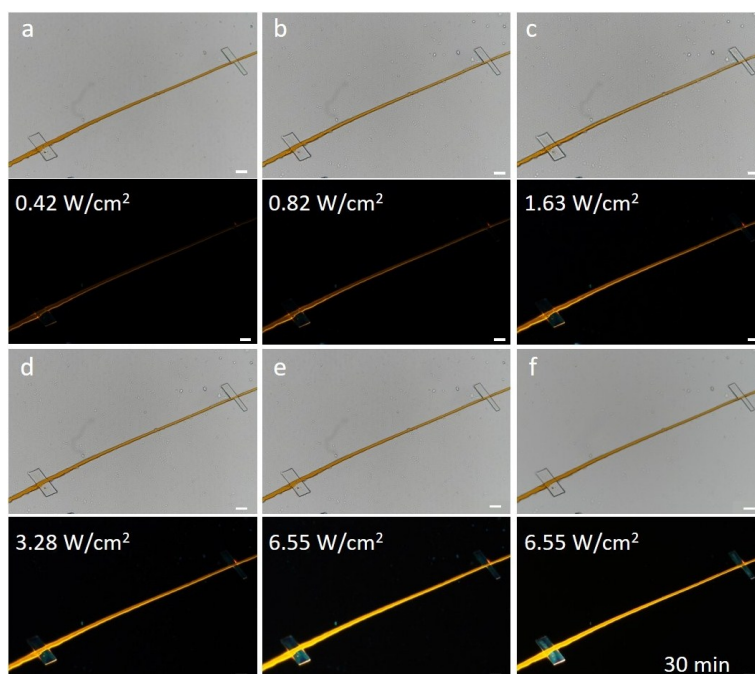 a
b
c
0.42 W/cm²
0.82 W/cm²
1.63 W/cm²
d
e
f
3.28 W/cm²
6.55 W/cm²
6.55 W/cm²
30 min